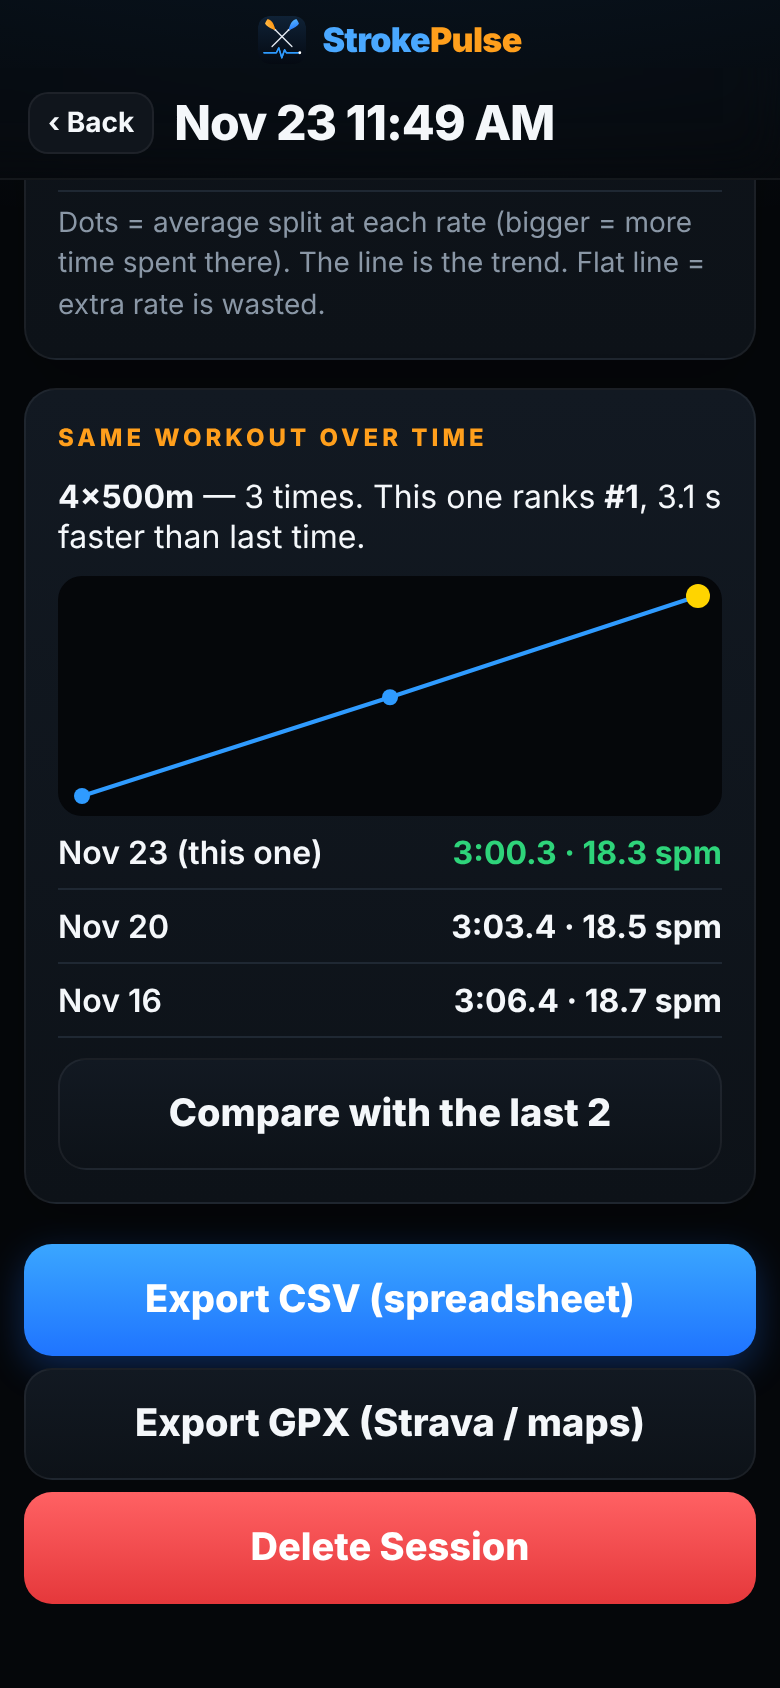 StrokePulse
‹ Back
Nov 23 11:49 AM
Dots = average split at each rate (bigger = more
time spent there). The line is the trend. Flat line =
extra rate is wasted.
SAME WORKOUT OVER TIME
4×500m — 3 times. This one ranks #1, 3.1 s
faster than last time.
Nov 23 (this one) 3:00.3 · 18.3 spm
Nov 20 3:03.4 · 18.5 spm
Nov 16 3:06.4 · 18.7 spm
Compare with the last 2
Export CSV (spreadsheet)
Export GPX (Strava / maps)
Delete Session